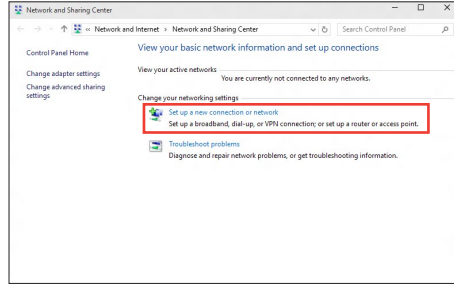 Network and Sharing Center
« Network and Internet › Network and Sharing Center
Search Control Panel
Control Panel Home
Change adapter settings
Change advanced sharing
settings
View your basic network information and set up connections
View your active networks
You are currently not connected to any networks.
Change your networking settings
Set up a new connection or network
Set up a broadband, dial-up, or VPN connection; or set up a router or access point.
Troubleshoot problems
Diagnose and repair network problems, or get troubleshooting information.